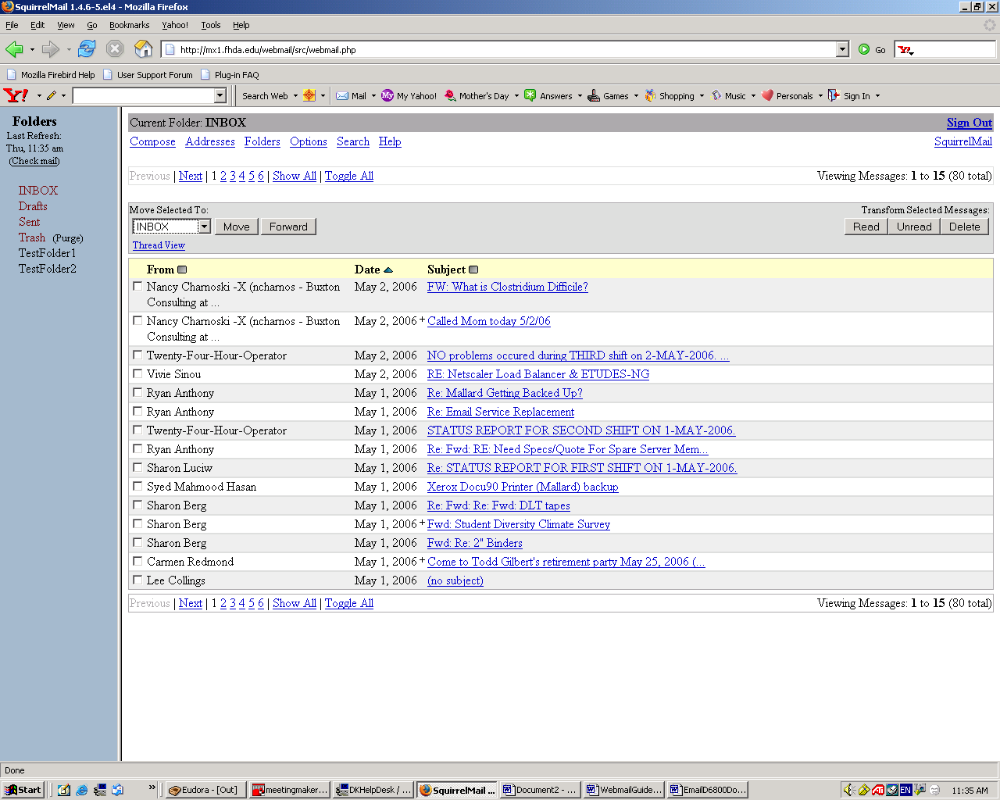 SquirrelMail 1.4.6-5.el4 - Mozilla Firefox
File Edit View Go Bookmarks Yahoo! Tools Help
http://mx1.fhda.edu/webmail/src/webmail.php Go Y!
Mozilla Firebird Help User Support Forum Plug-in FAQ
Y! Search Web Mail My My Yahoo! Mother's Day Answers Games Shopping Music Personals Sign In
Folders
Last Refresh:
Thu, 11:35 am
(Check mail)
INBOX
Drafts
Sent
Trash (Purge)
TestFolder1
TestFolder2
Current Folder: INBOX Sign Out
Compose Addresses Folders Options Search Help SquirrelMail
Previous | Next | 1 2 3 4 5 6 | Show All | Toggle All Viewing Messages: 1 to 15 (80 total)
Move Selected To: Transform Selected Messages:
INBOX Move Forward Read Unread Delete
Thread View
From Date Subject
Nancy Charnoski -X (ncharnos - Buxton May 2, 2006 FW: What is Clostridium Difficile?
Consulting at ...
Nancy Charnoski -X (ncharnos - Buxton May 2, 2006 + Called Mom today 5/2/06
Consulting at ...
Twenty-Four-Hour-Operator May 2, 2006 NO problems occured during THIRD shift on 2-MAY-2006. ...
Vivie Sinou May 2, 2006 RE: Netscaler Load Balancer & ETUDES-NG
Ryan Anthony May 1, 2006 Re: Mallard Getting Backed Up?
Ryan Anthony May 1, 2006 Re: Email Service Replacement
Twenty-Four-Hour-Operator May 1, 2006 STATUS REPORT FOR SECOND SHIFT ON 1-MAY-2006.
Ryan Anthony May 1, 2006 Re: Fwd: RE: Need Specs/Quote For Spare Server Mem...
Sharon Luciw May 1, 2006 Re: STATUS REPORT FOR FIRST SHIFT ON 1-MAY-2006.
Syed Mahmood Hasan May 1, 2006 Xerox Docu90 Printer (Mallard) backup
Sharon Berg May 1, 2006 Re: Fwd: Re: Fwd: DLT tapes
Sharon Berg May 1, 2006 + Fwd: Student Diversity Climate Survey
Sharon Berg May 1, 2006 Fwd: Re: 2" Binders
Carmen Redmond May 1, 2006 + Come to Todd Gilbert's retirement party May 25, 2006 (...
Lee Collings May 1, 2006 (no subject)
Previous | Next | 1 2 3 4 5 6 | Show All | Toggle All Viewing Messages: 1 to 15 (80 total)
Done
Start » Eudora - [Out] meetingmaker... DKHelpDesk / ... SquirrelMail ... Document2 - ... WebmailGuide... EmailD6800Do... EN 11:35 AM